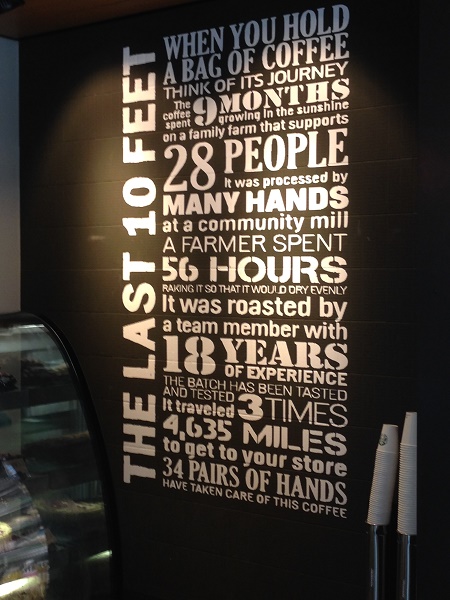 THE LAST 10 FEET
WHEN YOU HOLD
A BAG OF COFFEE
THINK OF ITS JOURNEY
The coffee spent 9 MONTHS
growing in the sunshine
on a family farm that supports
28 PEOPLE
It was processed by
MANY HANDS
at a community mill
A FARMER SPENT
56 HOURS
RAKING IT SO THAT IT WOULD DRY EVENLY
It was roasted by
a team member with
18 YEARS
OF EXPERIENCE
THE BATCH HAS BEEN TASTED
AND TESTED 3 TIMES
It traveled
4,635 MILES
to get to your store
34 PAIRS OF HANDS
HAVE TAKEN CARE OF THIS COFFEE